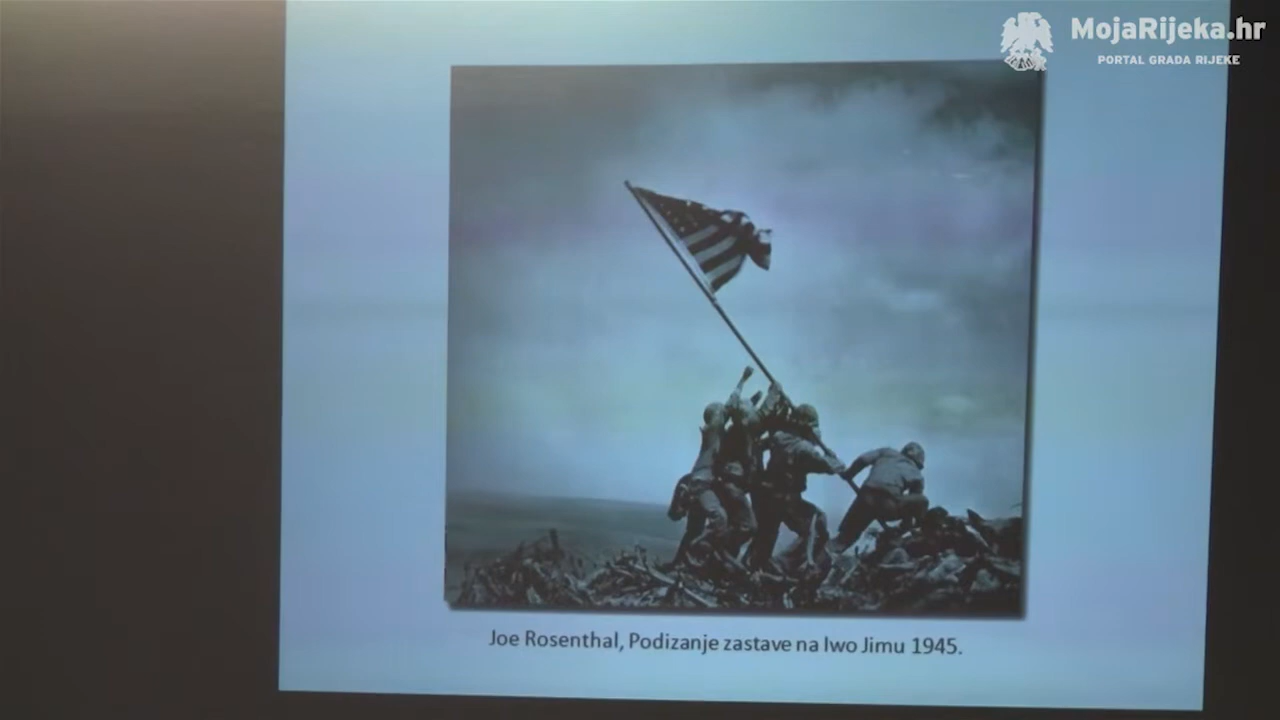 MojaRijeka.hr
PORTAL GRADA RIJEKE
Joe Rosenthal, Podizanje zastave na Iwo Jimu 1945.